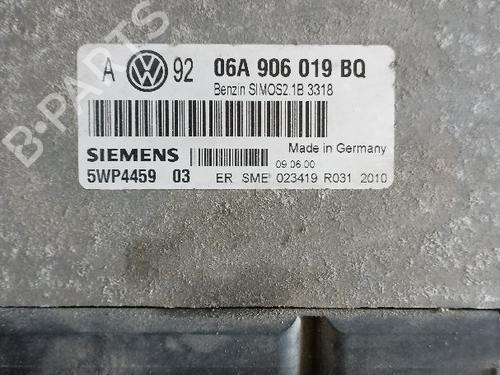 A 92 06A 906 019 BQ
Benzin SIMOS2.1B 3318
SIEMENS
Made in Germany
09.06.00
5WP4459 03 ER SME 023419 R031 2010
B-PARTS